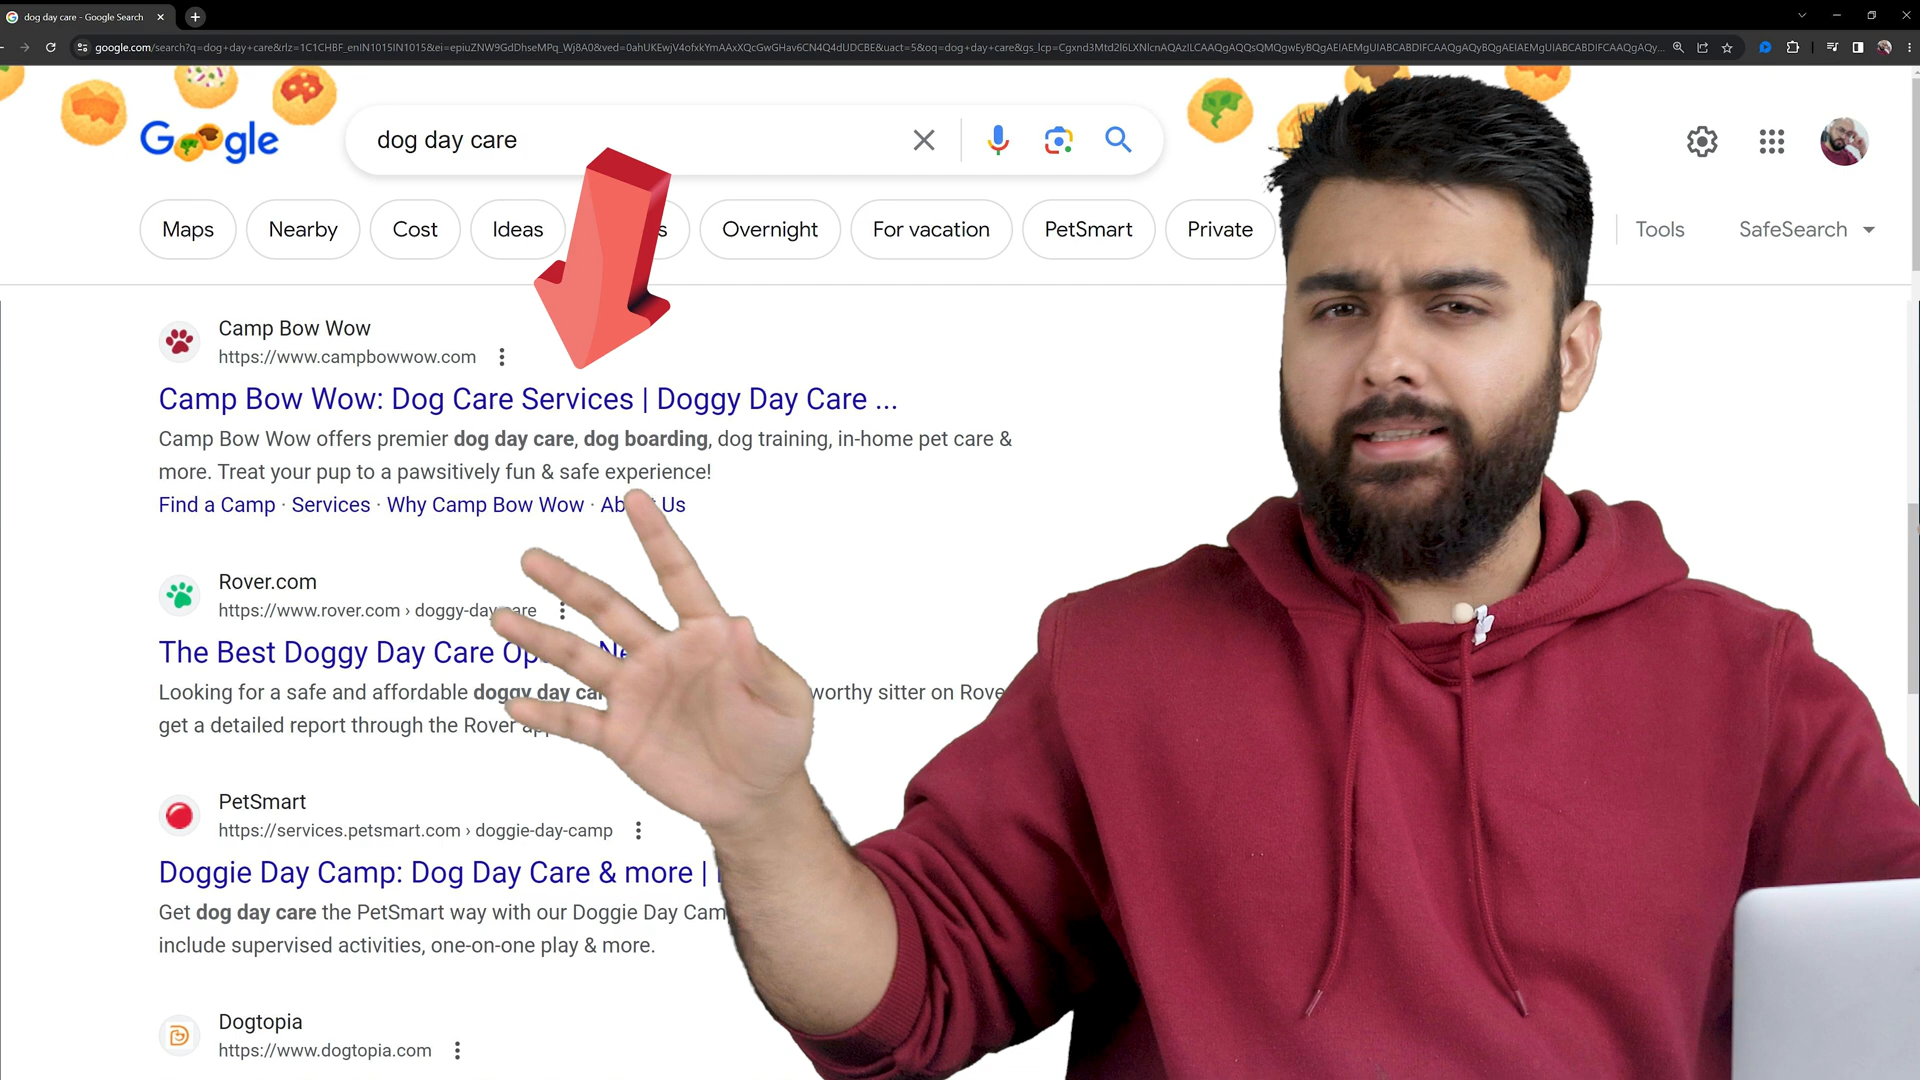 dog day care - Google Search
Google
dog day care
Maps
Nearby
Cost
Ideas
Overnight
For vacation
PetSmart
Private
Tools
SafeSearch
Camp Bow Wow
https://www.campbowwow.com
Camp Bow Wow: Dog Care Services | Doggy Day Care ...
Camp Bow Wow offers premier dog day care, dog boarding, dog training, in-home pet care &
more. Treat your pup to a pawsitively fun & safe experience!
Find a Camp · Services · Why Camp Bow Wow · Us
Rover.com
https://www.rover.com › doggy-day-care
The Best Doggy Day Care
Looking for a safe and affordable doggy day worthy sitter on
get a detailed report through the Rover
PetSmart
https://services.petsmart.com › doggie-day-camp
Doggie Day Camp: Dog Day Care & more |
Get dog day care the PetSmart way with our Doggie Day
include supervised activities, one-on-one play & more.
Dogtopia
https://www.dogtopia.com